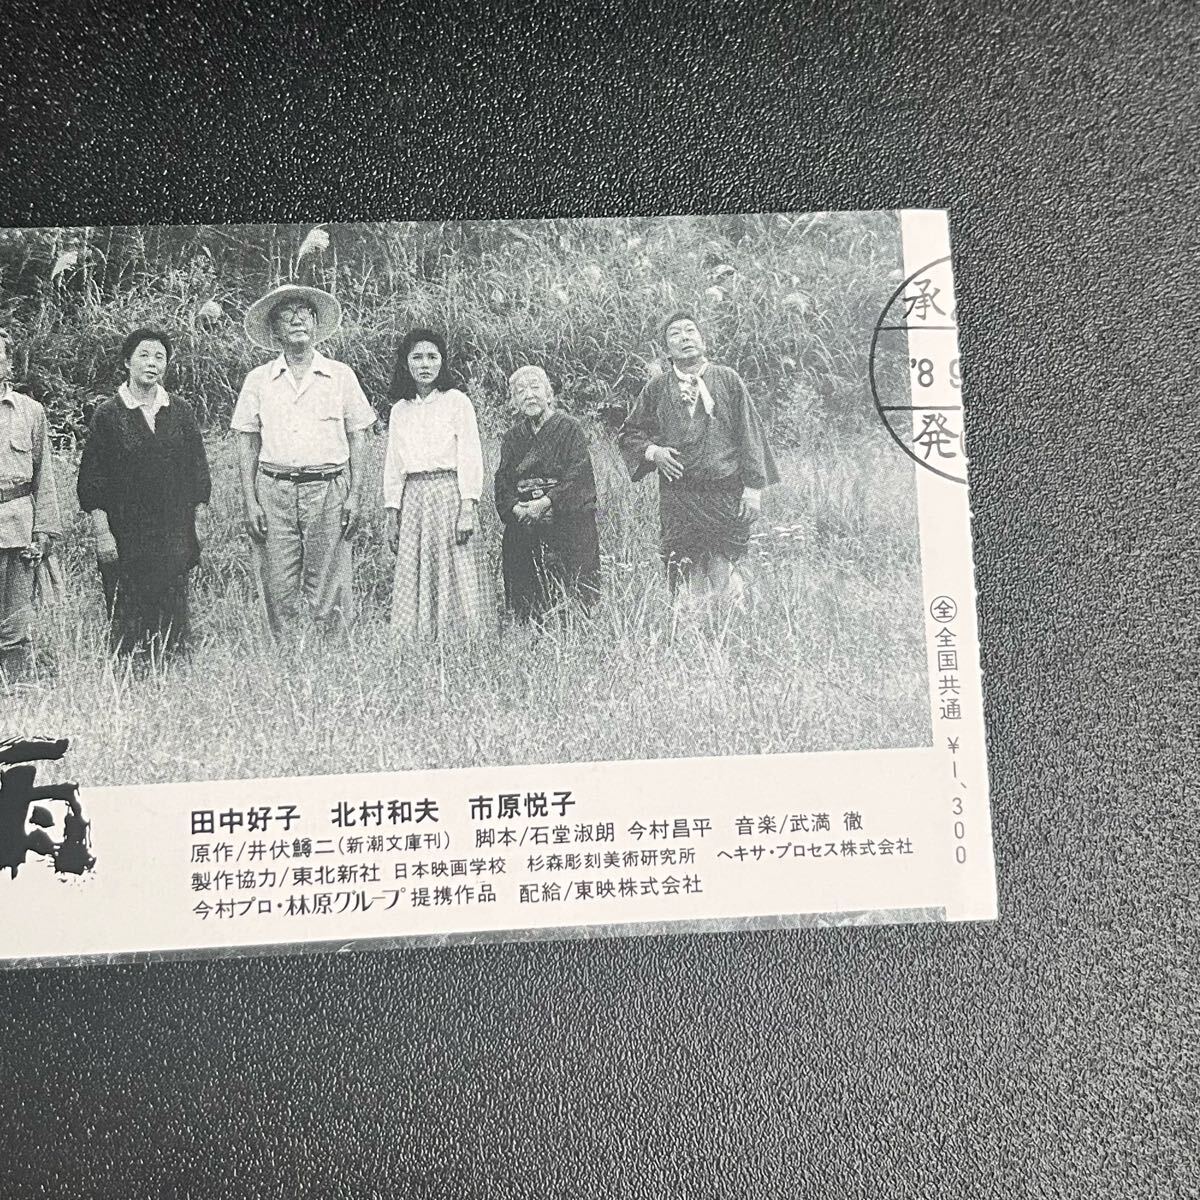 雨
田中好子 北村和夫 市原悦子
原作/井伏鱒二(新潮文庫刊) 脚本/石堂淑朗 今村昌平 音楽/武満 徹
製作協力/東北新社 日本映画学校 杉森彫刻美術研究所 ヘキサ・プロセス株式会社
今村プロ・林原グループ提携作品 配給/東映株式会社
承
'89
発
全 全国共通 ¥1,300